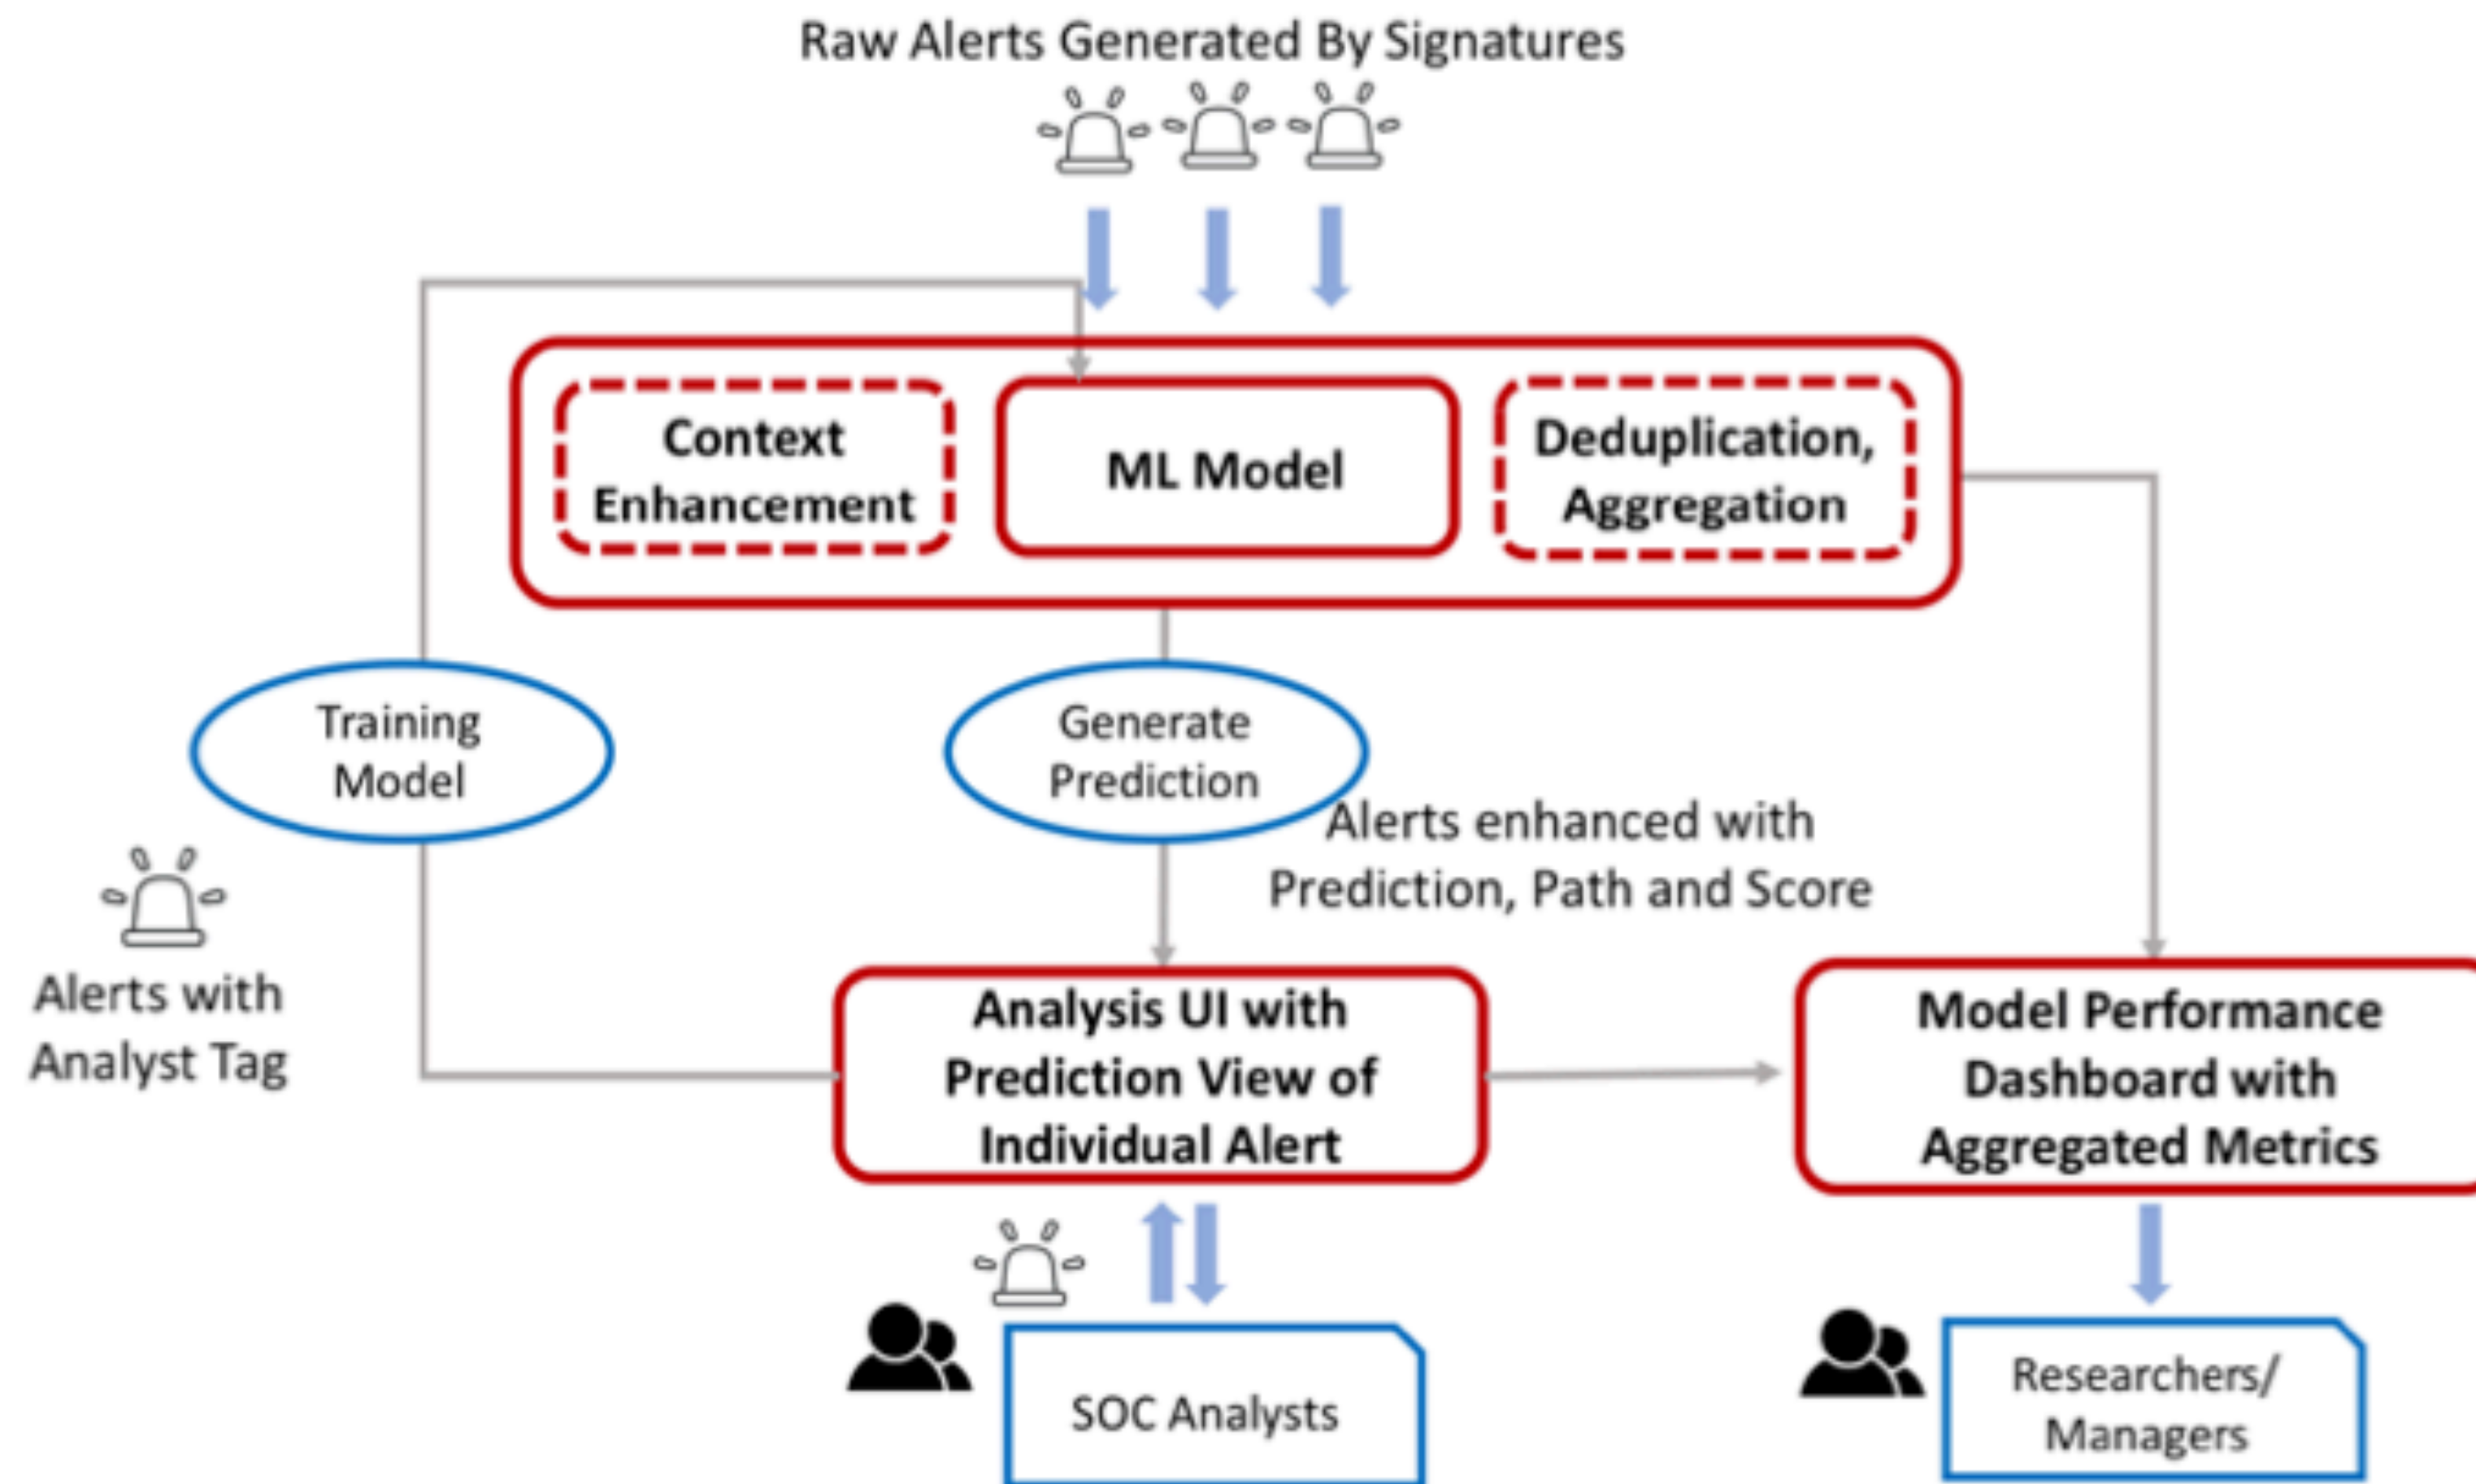 Raw Alerts Generated By Signatures
Context
Enhancement
ML Model
Deduplication,
Aggregation
Training
Model
Generate
Prediction
Alerts enhanced with
Prediction, Path and Score
Alerts with
Analyst Tag
Analysis UI with
Prediction View of
Individual Alert
Model Performance
Dashboard with
Aggregated Metrics
SOC Analysts
Researchers/
Managers